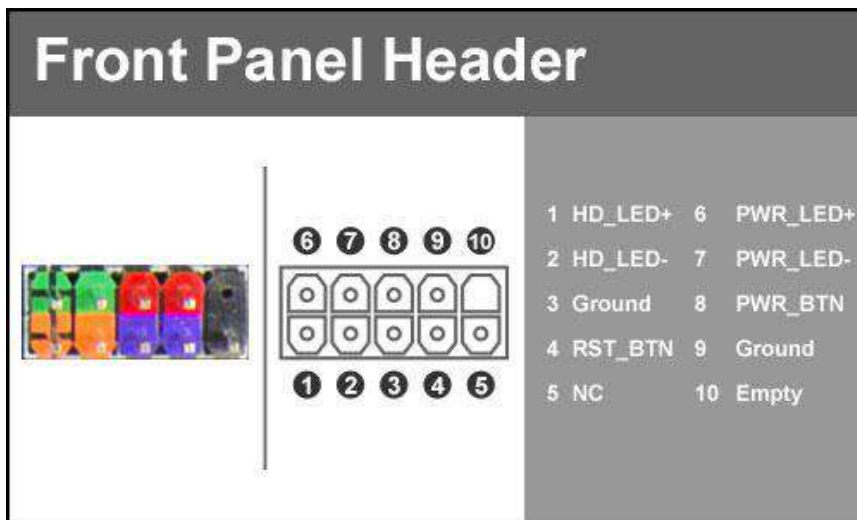 Front Panel Header
6 7 8 9 10
1 2 3 4 5
1 HD_LED+ 6 PWR_LED+
2 HD_LED- 7 PWR_LED-
3 Ground 8 PWR_BTN
4 RST_BTN 9 Ground
5 NC 10 Empty